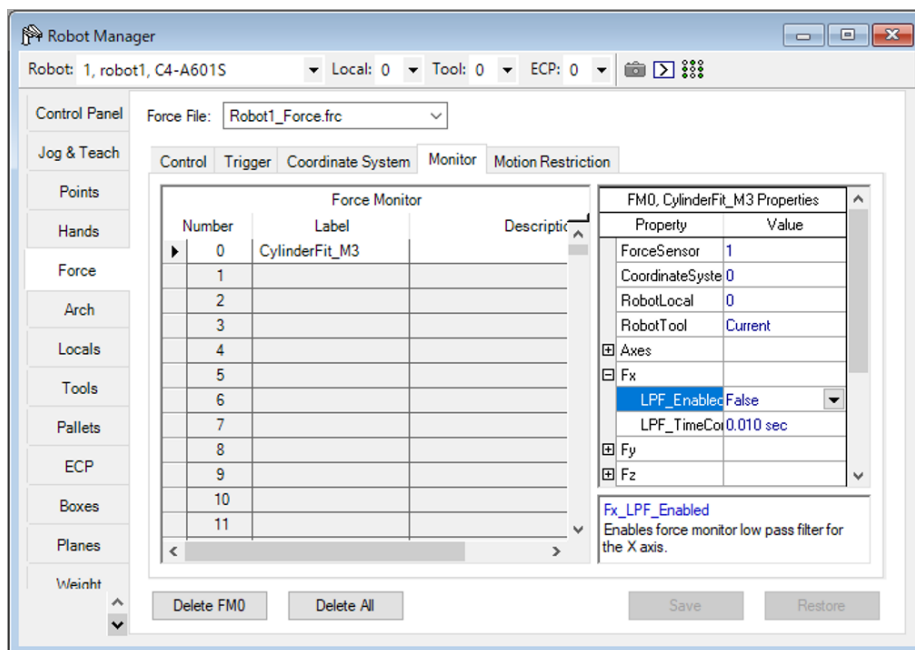 Robot Manager
Robot: 1, robot1, C4-A601S Local: 0 Tool: 0 ECP: 0
Control Panel
Jog & Teach
Points
Hands
Force
Arch
Locals
Tools
Pallets
ECP
Boxes
Planes
Weight
Force File: Robot1_Force.frc
Control Trigger Coordinate System Monitor Motion Restriction
Force Monitor
Number Label Descriptic
0 CylinderFit_M3
1
2
3
4
5
6
7
8
9
10
11
FM0, CylinderFit_M3 Properties
Property Value
ForceSensor 1
CoordinateSyste 0
RobotLocal 0
RobotTool Current
Axes
Fx
LPF_Enabled False
LPF_TimeCo 0.010 sec
Fy
Fz
Fx_LPF_Enabled
Enables force monitor low pass filter for
the X axis.
Delete FM0 Delete All Save Restore